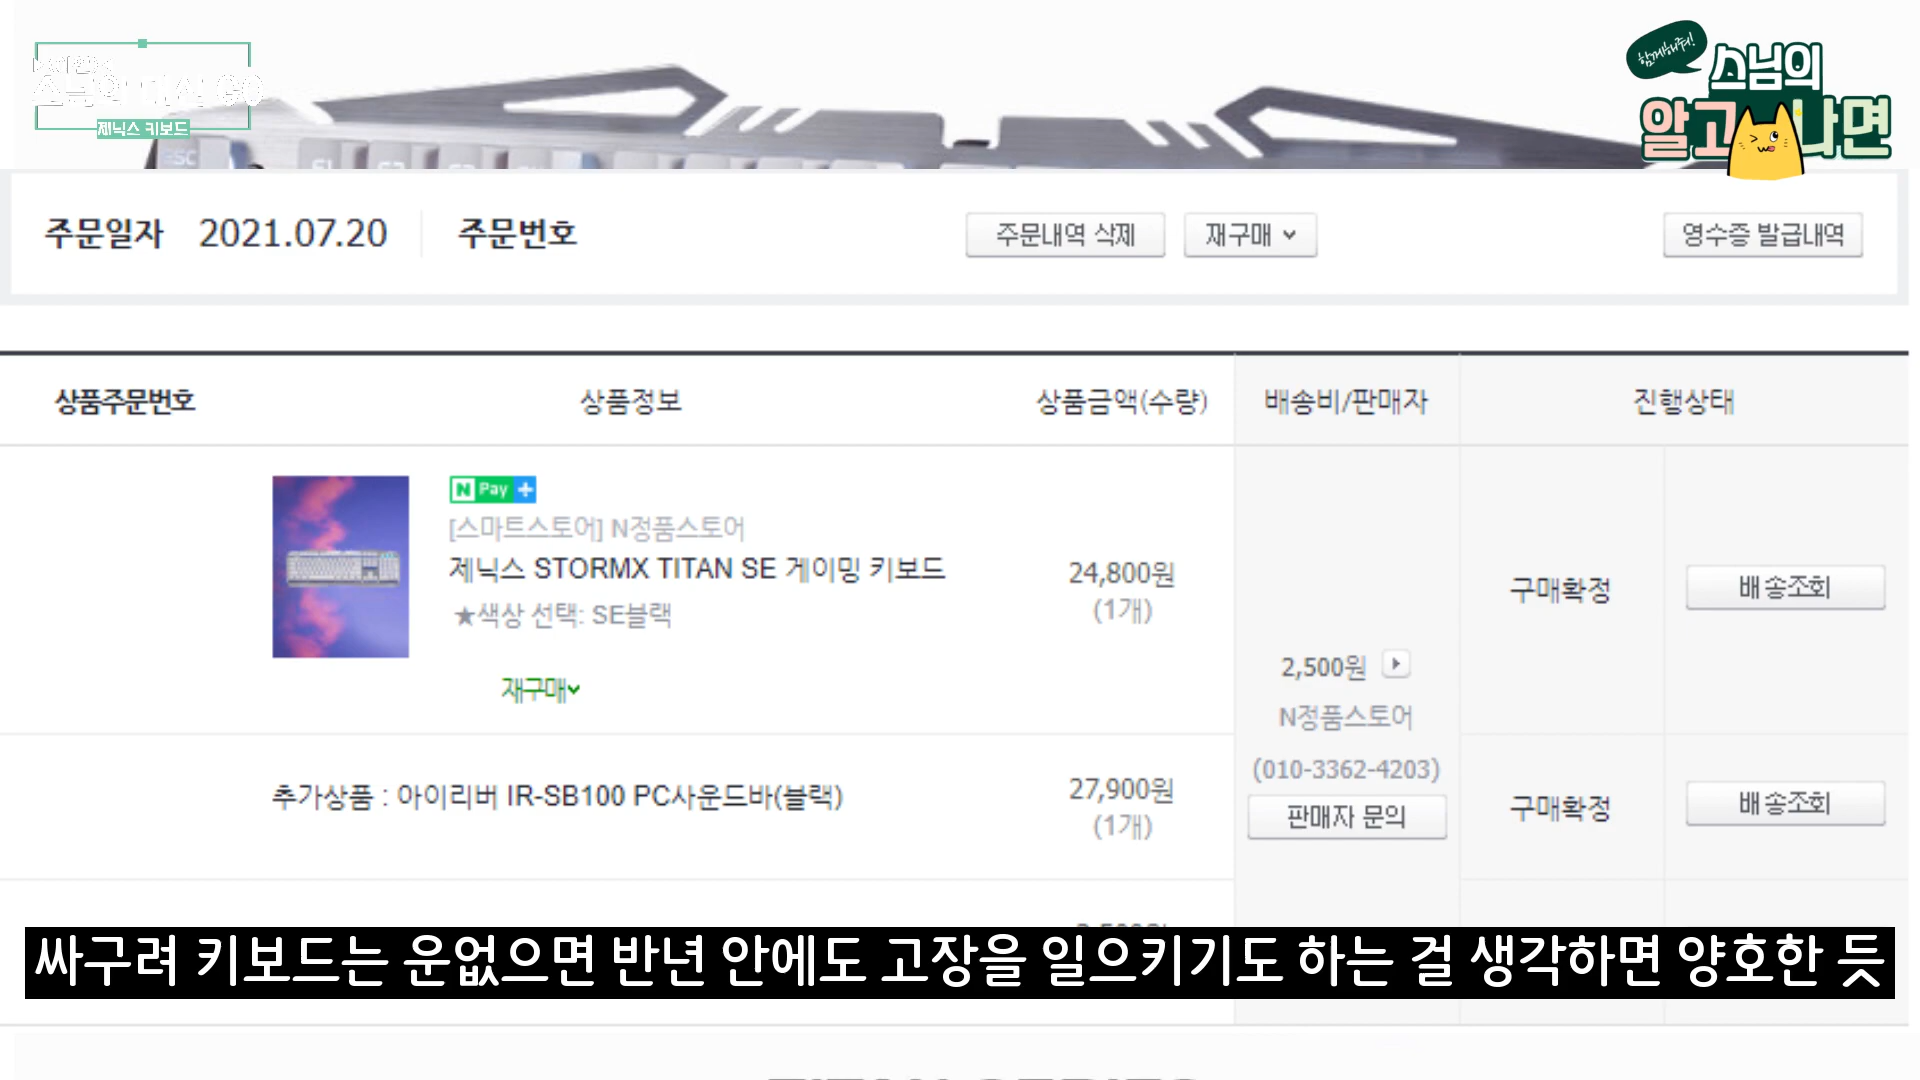 제닉스 키보드
함께해줘!
스님의
알고 나면
ESC
주문일자 2021.07.20 주문번호 주문내역 삭제 재구매 영수증 발급내역
상품주문번호 상품정보 상품금액(수량) 배송비/판매자 진행상태
N Pay +
[스마트스토어] N정품스토어
제닉스 STORMX TITAN SE 게이밍 키보드
★색상 선택: SE블랙
재구매
24,800원
(1개)
구매확정 배송조회
2,500원
N정품스토어
(010-3362-4203)
판매자 문의
추가상품 : 아이리버 IR-SB100 PC사운드바(블랙)
27,900원
(1개)
구매확정 배송조회
싸구려 키보드는 운없으면 반년 안에도 고장을 일으키기도 하는 걸 생각하면 양호한 듯